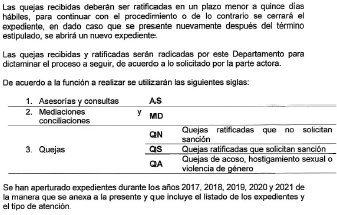 Las quejas recibidas deberán ser ratificadas en un plazo menor a quince días
hábiles, para continuar con el procedimiento o de lo contrario se cerrará el
expediente, en dado caso que se presente nuevamente después del término
estipulado, se abrirá un nuevo expediente.
Las quejas recibidas y ratificadas serán radicadas por este Departamento para
dictaminar el proceso a seguir, de acuerdo a lo solicitado por la parte actora.
De acuerdo a la función a realizar se utilizarán las siguientes siglas:
1. Asesorías y consultas AS
2. Mediaciones y conciliaciones MD
3. Quejas
QN Quejas ratificadas que no solicitan sanción
QS Quejas ratificadas que solicitan sanción
QA Quejas de acoso, hostigamiento sexual o violencia de género
Se han aperturado expedientes durante los años 2017, 2018, 2019, 2020 y 2021 de
la manera que se anexa a la presente y que incluye el listado de los expedientes y
el tipo de atención.